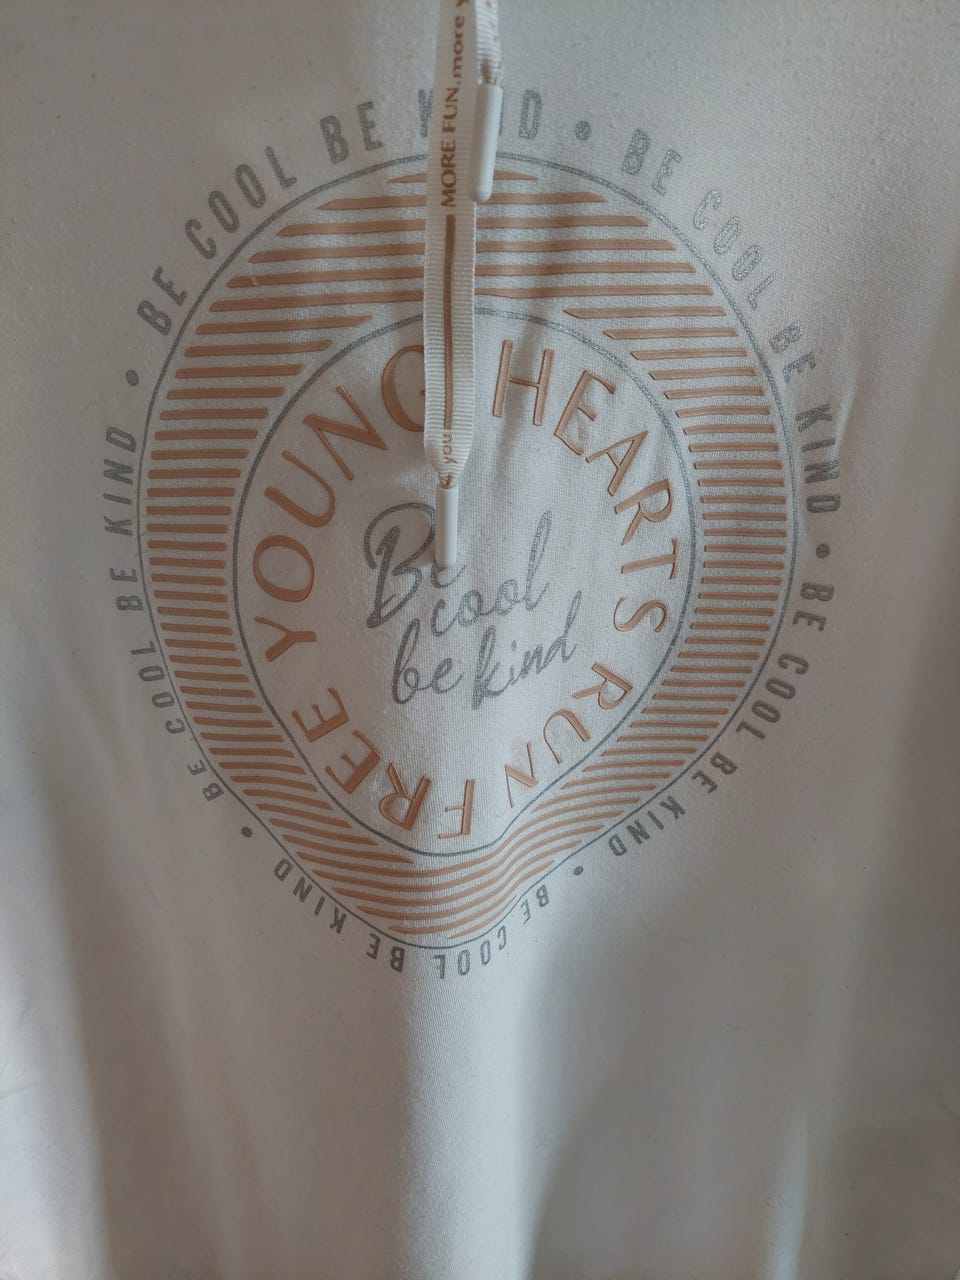 MORE FUN.more
you
BE COOL BE KIND • BE COOL BE KIND • BE COOL BE KIND • BE COOL BE KIND • BE COOL BE KIND •
YOUNG HEARTS RUN FREE
Be
cool
be kind